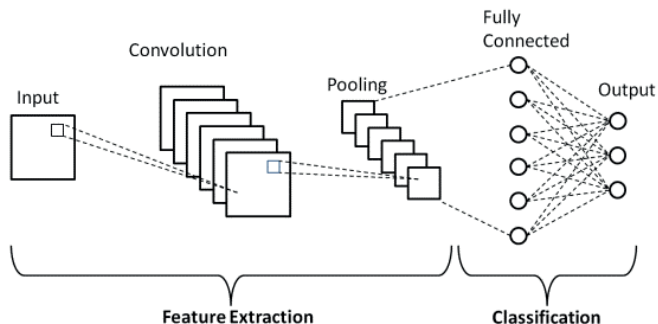 Input
Convolution
Pooling
Fully
Connected
Output
Feature Extraction
Classification